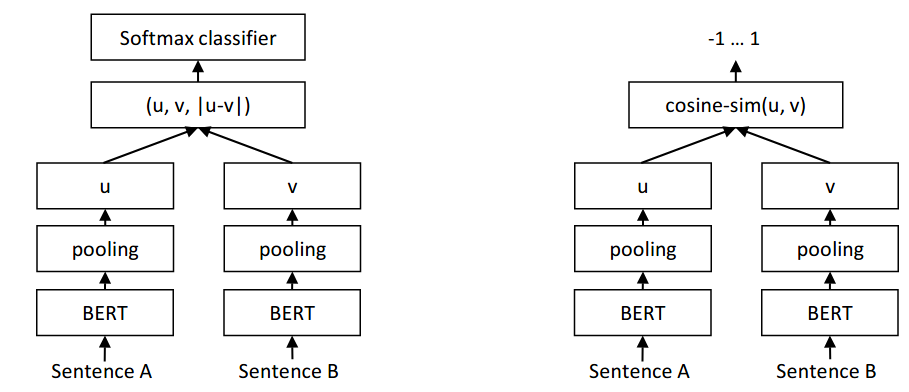 Softmax classifier
(u, v, |u-v|)
u
v
pooling
pooling
BERT
BERT
Sentence A
Sentence B
-1 … 1
cosine-sim(u, v)
u
v
pooling
pooling
BERT
BERT
Sentence A
Sentence B